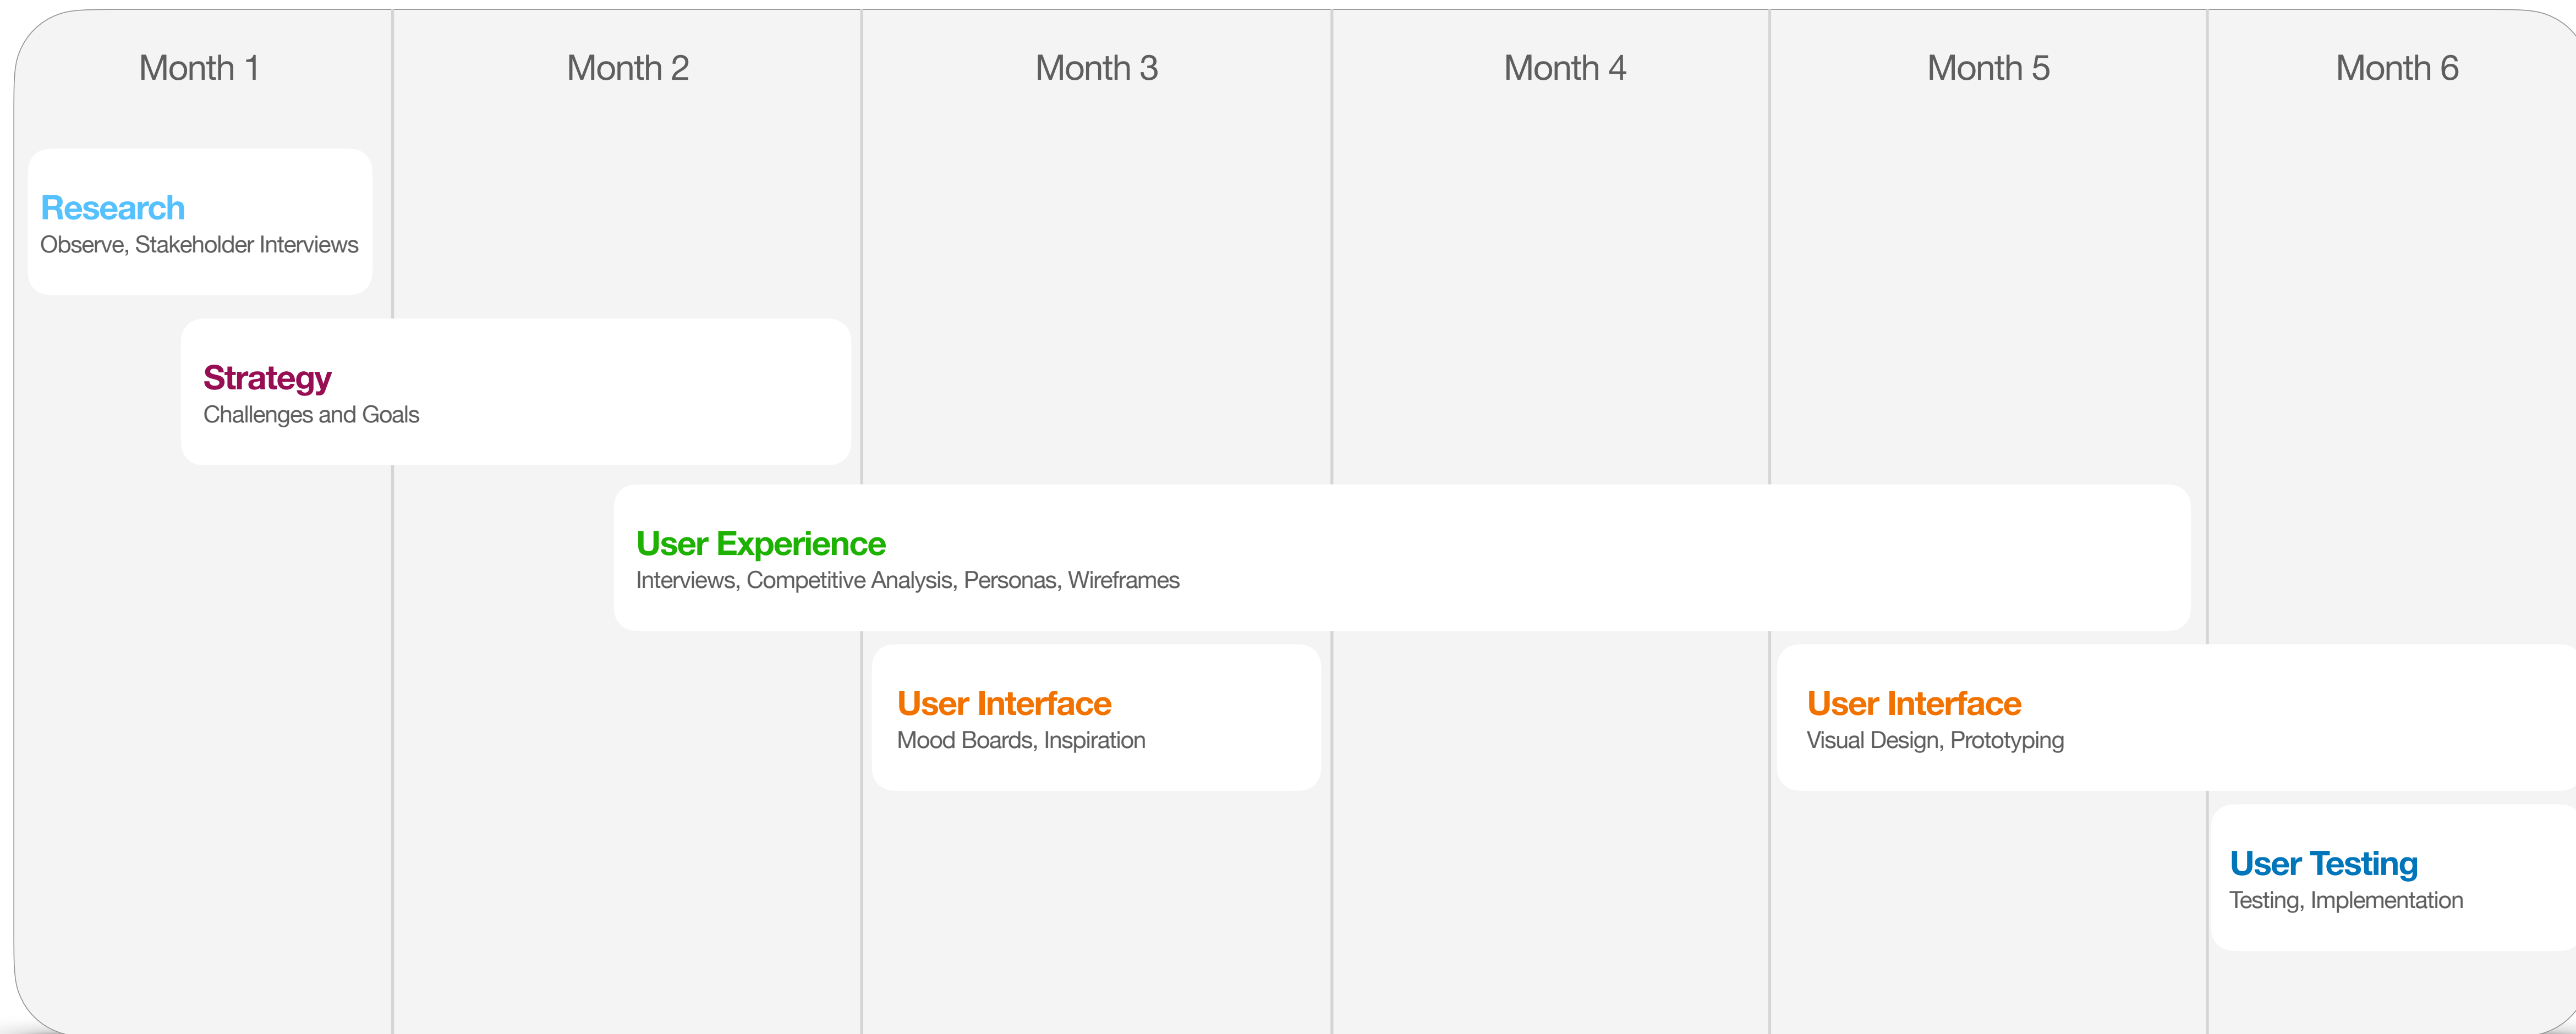 Month 1
Month 2
Month 3
Month 4
Month 5
Month 6
Research
Observe, Stakeholder Interviews
Strategy
Challenges and Goals
User Experience
Interviews, Competitive Analysis, Personas, Wireframes
User Interface
Mood Boards, Inspiration
User Interface
Visual Design, Prototyping
User Testing
Testing, Implementation